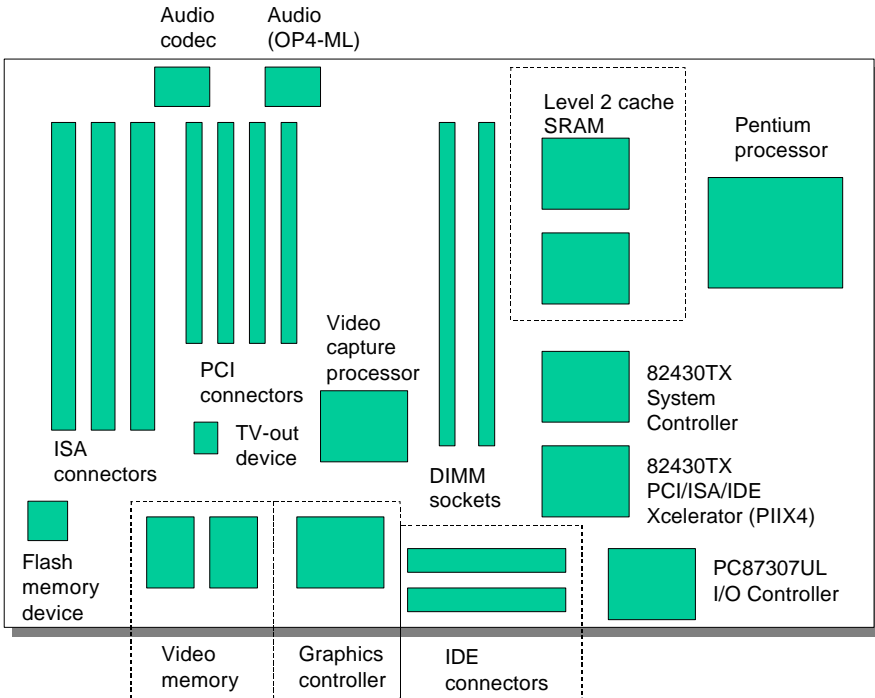 Audio
codec
Audio
(OP4-ML)
Level 2 cache
SRAM
Pentium
processor
Video
capture
processor
PCI
connectors
82430TX
System
Controller
TV-out
device
ISA
connectors
DIMM
sockets
82430TX
PCI/ISA/IDE
Xcelerator (PIIX4)
Flash
memory
device
PC87307UL
I/O Controller
Video
memory
Graphics
controller
IDE
connectors